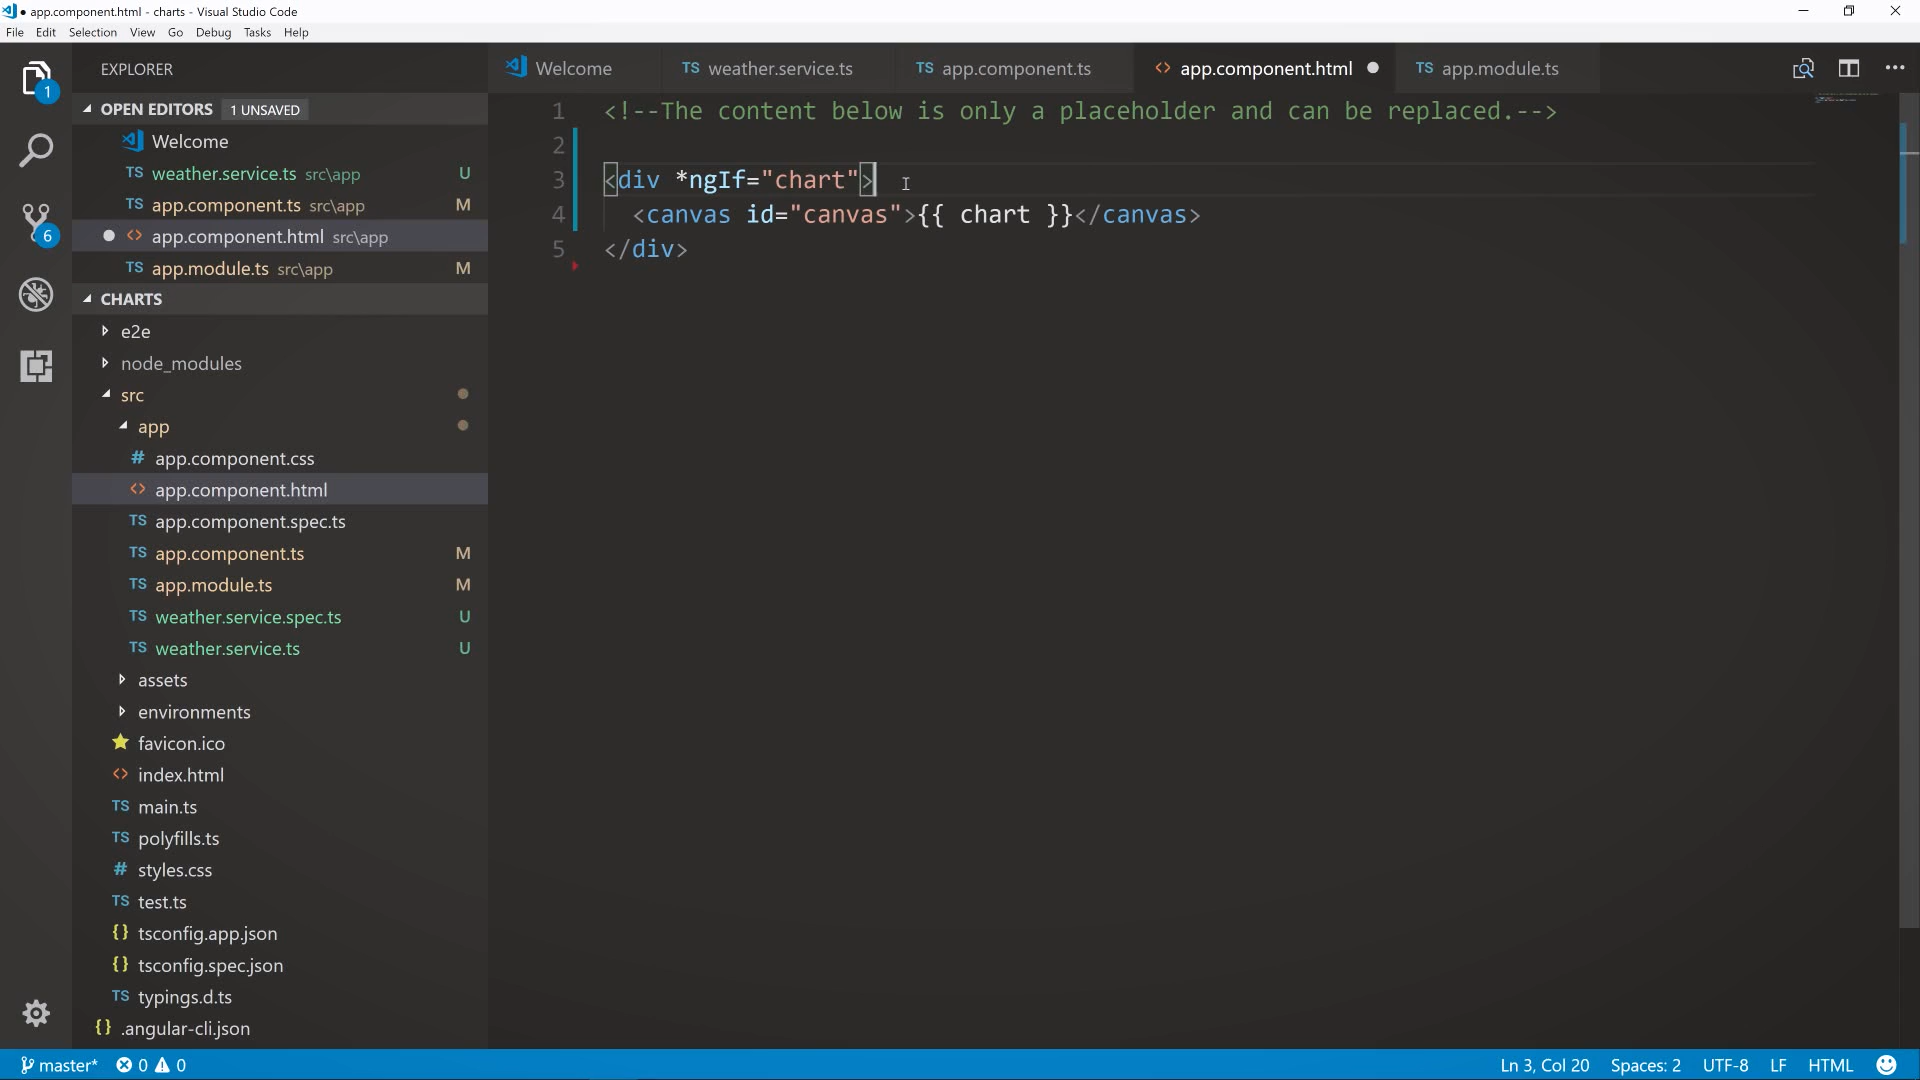 app.component.html - charts - Visual Studio Code
File Edit Selection View Go Debug Tasks Help
EXPLORER
OPEN EDITORS 1 UNSAVED
Welcome
TS weather.service.ts src\app U
TS app.component.ts src\app M
<> app.component.html src\app
TS app.module.ts src\app M
CHARTS
e2e
node_modules
src
app
# app.component.css
<> app.component.html
TS app.component.spec.ts
TS app.component.ts M
TS app.module.ts M
TS weather.service.spec.ts U
TS weather.service.ts U
assets
environments
favicon.ico
<> index.html
TS main.ts
TS polyfills.ts
# styles.css
TS test.ts
{} tsconfig.app.json
{} tsconfig.spec.json
TS typings.d.ts
{} .angular-cli.json
1
6
Welcome TS weather.service.ts TS app.component.ts <> app.component.html TS app.module.ts
1 <!--The content below is only a placeholder and can be replaced.-->
2
3 <div *ngIf="chart">
4 <canvas id="canvas">{{ chart }}</canvas>
5 </div>
master* 0 0 Ln 3, Col 20 Spaces: 2 UTF-8 LF HTML